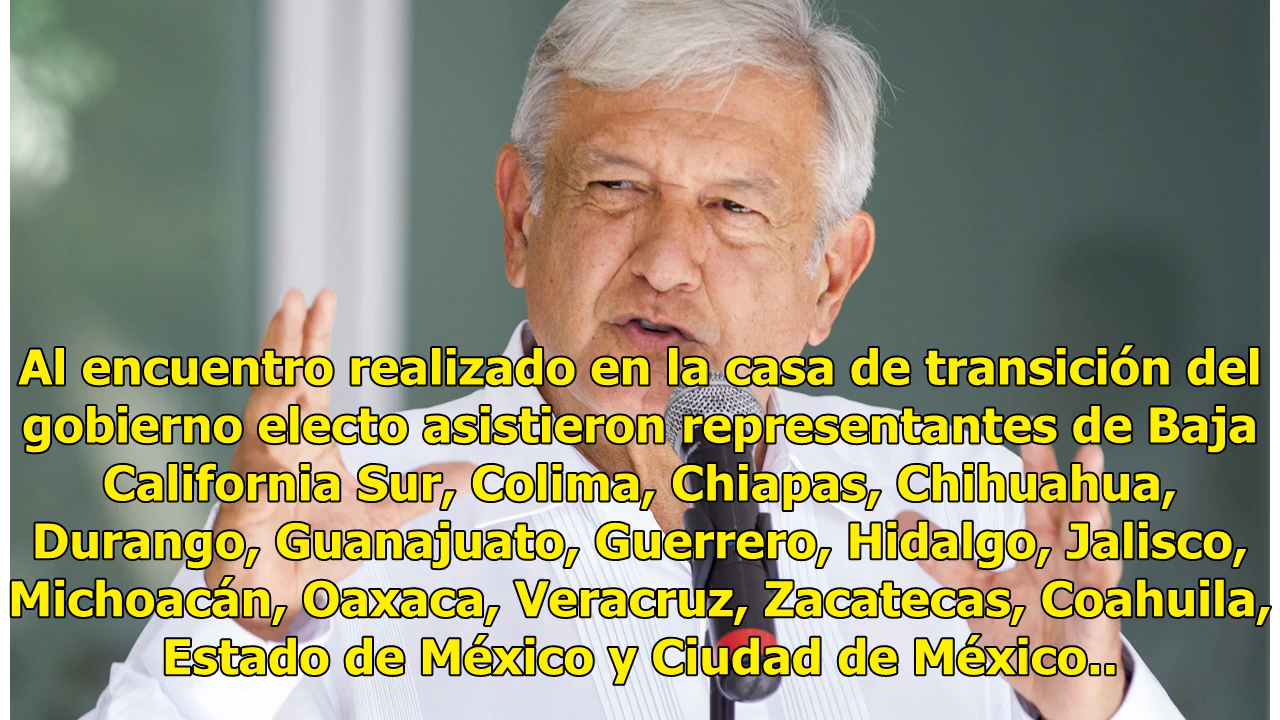 Al encuentro realizado en la casa de transición del
gobierno electo asistieron representantes de Baja
California Sur, Colima, Chiapas, Chihuahua,
Durango, Guanajuato, Guerrero, Hidalgo, Jalisco,
Michoacán, Oaxaca, Veracruz, Zacatecas, Coahuila,
Estado de México y Ciudad de México..